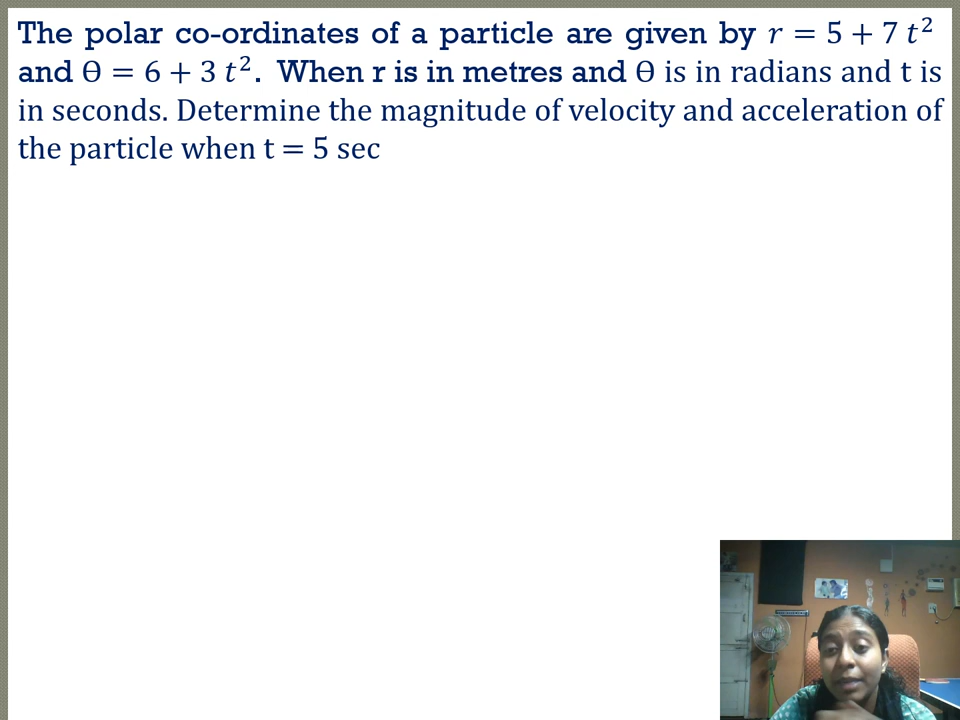 The polar co-ordinates of a particle are given by r = 5 + 7 t²
and ϴ = 6 + 3 t². When r is in metres and ϴ is in radians and t is
in seconds. Determine the magnitude of velocity and acceleration of
the particle when t = 5 sec